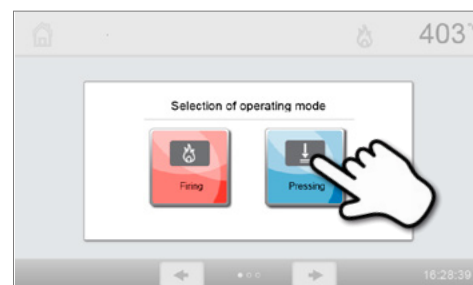 403°
Selection of operating mode
Firing
Pressing
16:28:39